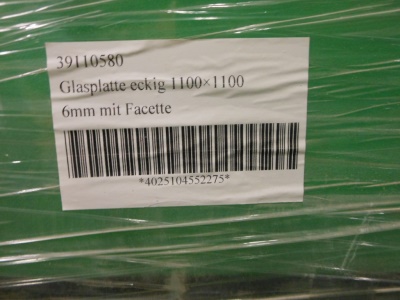 39110580
Glasplatte eckig 1100×1100
6mm mit Facette
*4025104552275*